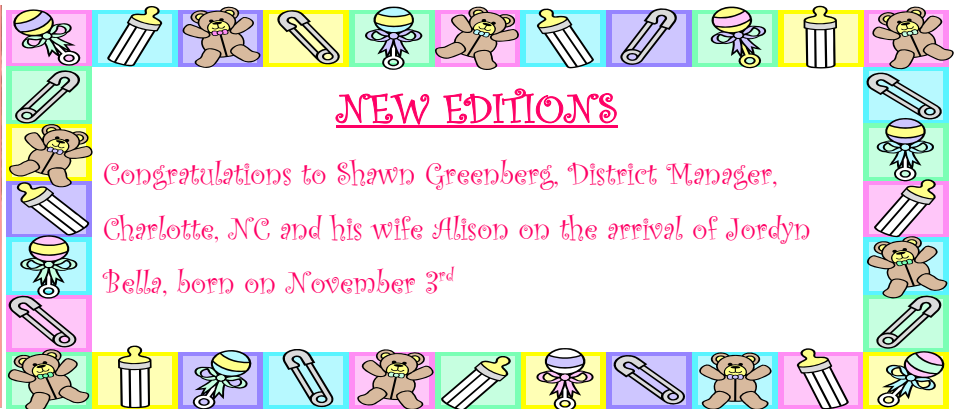 NEW EDITIONS
Congratulations to Shawn Greenberg, District Manager,
Charlotte, NC and his wife Alison on the arrival of Jordyn
Bella, born on November 3rd